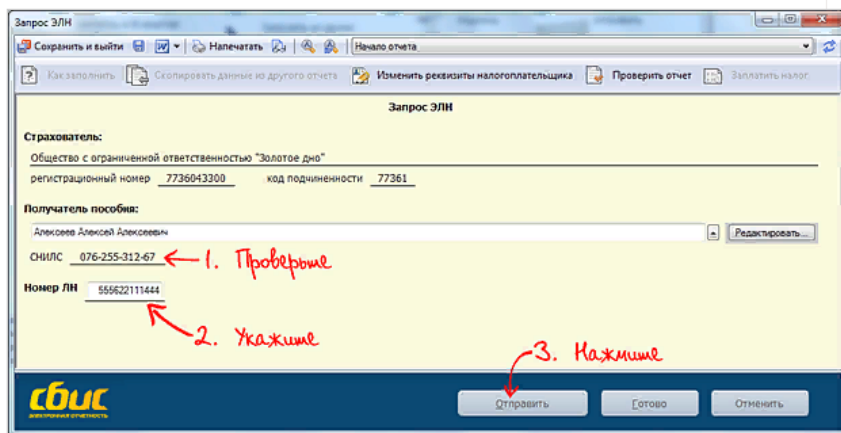 Запрос ЭЛН
Сохранить и выйти Напечатать Начало отчета
Как заполнить Скопировать данные из другого отчета Изменить реквизиты налогоплательщика Проверить отчет Заплатить налог
Запрос ЭЛН
Страхователь:
Общество с ограниченной ответственностью "Золотое дно"
регистрационный номер 7736043300 код подчиненности 77361
Получатель пособия:
Алексеев Алексей Алексеевич Редактировать...
СНИЛС 076-255-312-67 1. Проверьте
Номер ЛН 555622111444
2. Укажите
3. Нажмите
сбис
ЭЛЕКТРОННАЯ ОТЧЕТНОСТЬ
Отправить Готово Отменить